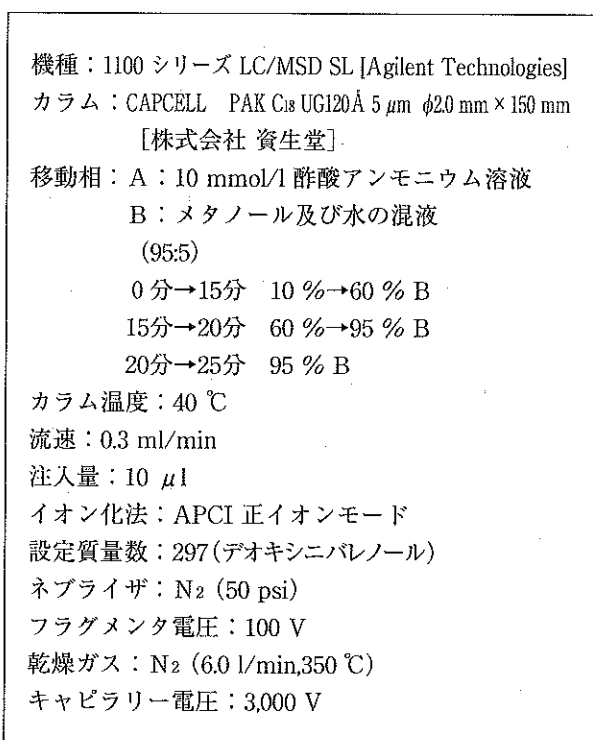 機種：1100 シリーズ LC/MSD SL [Agilent Technologies]
カラム：CAPCELL PAK C18 UG120Å 5 μm φ2.0 mm × 150 mm
[株式会社 資生堂]
移動相：A：10 mmol/l 酢酸アンモニウム溶液
B：メタノール及び水の混液
(95:5)
0 分→15分 10 %→60 % B
15分→20分 60 %→95 % B
20分→25分 95 % B
カラム温度：40 ℃
流速：0.3 ml/min
注入量：10 μl
イオン化法：APCI 正イオンモード
設定質量数：297(デオキシニバレノール)
ネブライザ：N2 (50 psi)
フラグメンタ電圧：100 V
乾燥ガス：N2 (6.0 l/min,350 ℃)
キャピラリー電圧：3,000 V